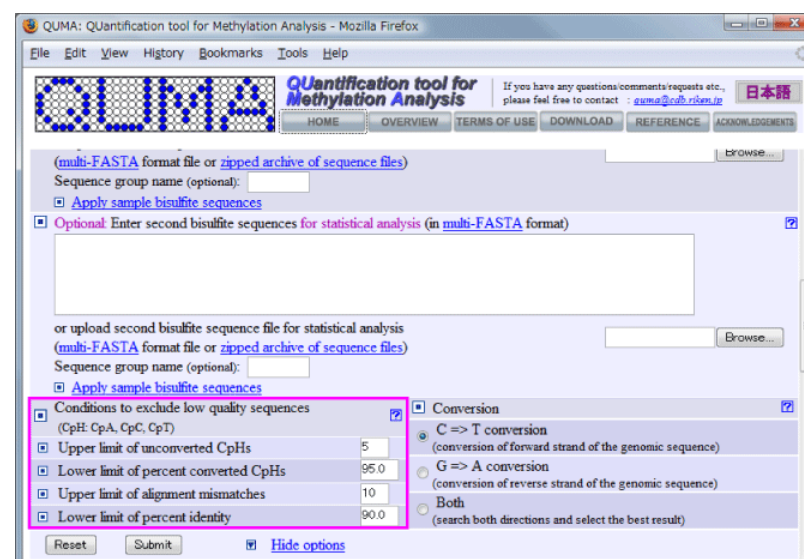 QUMA: QUantification tool for Methylation Analysis - Mozilla Firefox
File Edit View History Bookmarks Tools Help
QUMA
QUantification tool for
Methylation Analysis
If you have any questions/comments/requests etc.,
please feel free to contact : quma@cdb.riken.jp
日本語
HOME OVERVIEW TERMS OF USE DOWNLOAD REFERENCE ACKNOWLEDGEMENTS
(multi-FASTA format file or zipped archive of sequence files)
Browse...
Sequence group name (optional):
Apply sample bisulfite sequences
Optional: Enter second bisulfite sequences for statistical analysis (in multi-FASTA format) ?
or upload second bisulfite sequence file for statistical analysis
(multi-FASTA format file or zipped archive of sequence files)
Browse...
Sequence group name (optional):
Apply sample bisulfite sequences
Conditions to exclude low quality sequences ?
(CpH: CpA, CpC, CpT)
Upper limit of unconverted CpHs 5
Lower limit of percent converted CpHs 95.0
Upper limit of alignment mismatches 10
Lower limit of percent identity 90.0
Conversion ?
C => T conversion
(conversion of forward strand of the genomic sequence)
G => A conversion
(conversion of reverse strand of the genomic sequence)
Both
(search both directions and select the best result)
Reset Submit Hide options